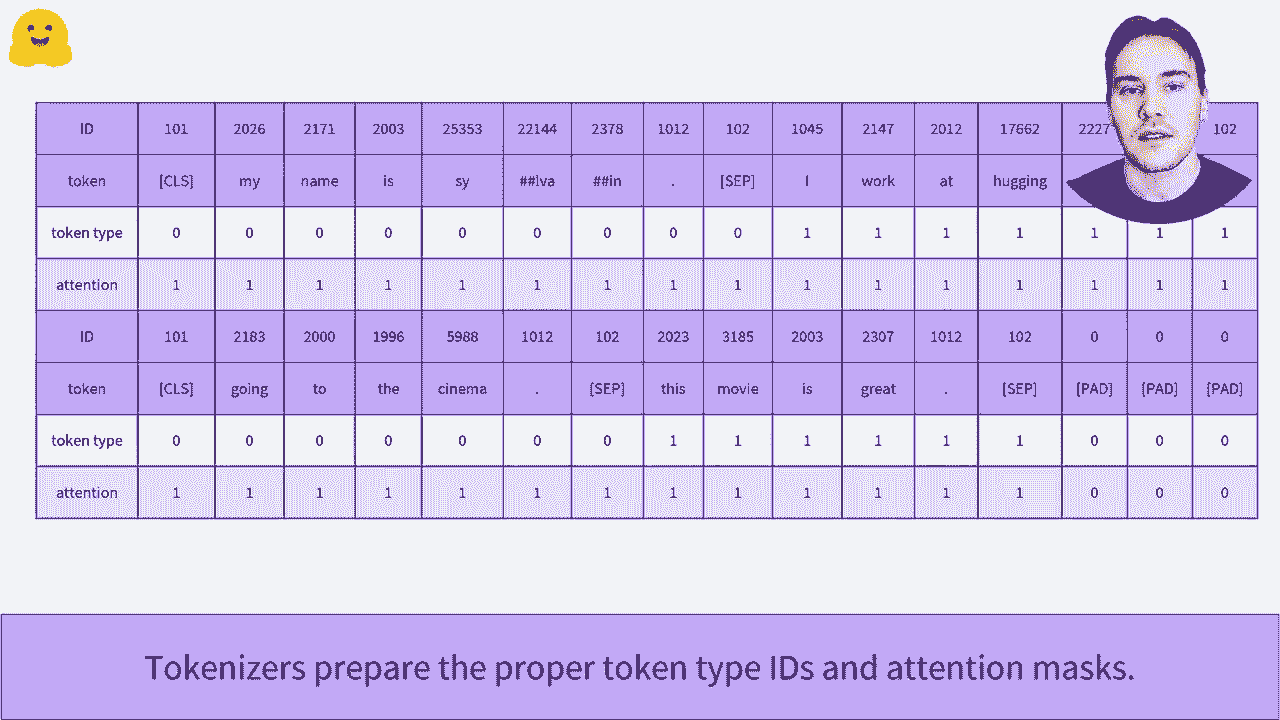 ID 101 2026 2171 2003 25353 22144 2378 1012 102 1045 2147 2012 17662 2227 102
token [CLS] my name is sy ##lva ##in . [SEP] I work at hugging
token type 0 0 0 0 0 0 0 0 0 1 1 1 1 1 1 1
attention 1 1 1 1 1 1 1 1 1 1 1 1 1 1 1 1
ID 101 2183 2000 1996 5988 1012 102 2023 3185 2003 2307 1012 102 0 0 0
token [CLS] going to the cinema . [SEP] this movie is great . [SEP] [PAD] [PAD] [PAD]
token type 0 0 0 0 0 0 0 1 1 1 1 1 1 0 0 0
attention 1 1 1 1 1 1 1 1 1 1 1 1 1 0 0 0
Tokenizers prepare the proper token type IDs and attention masks.